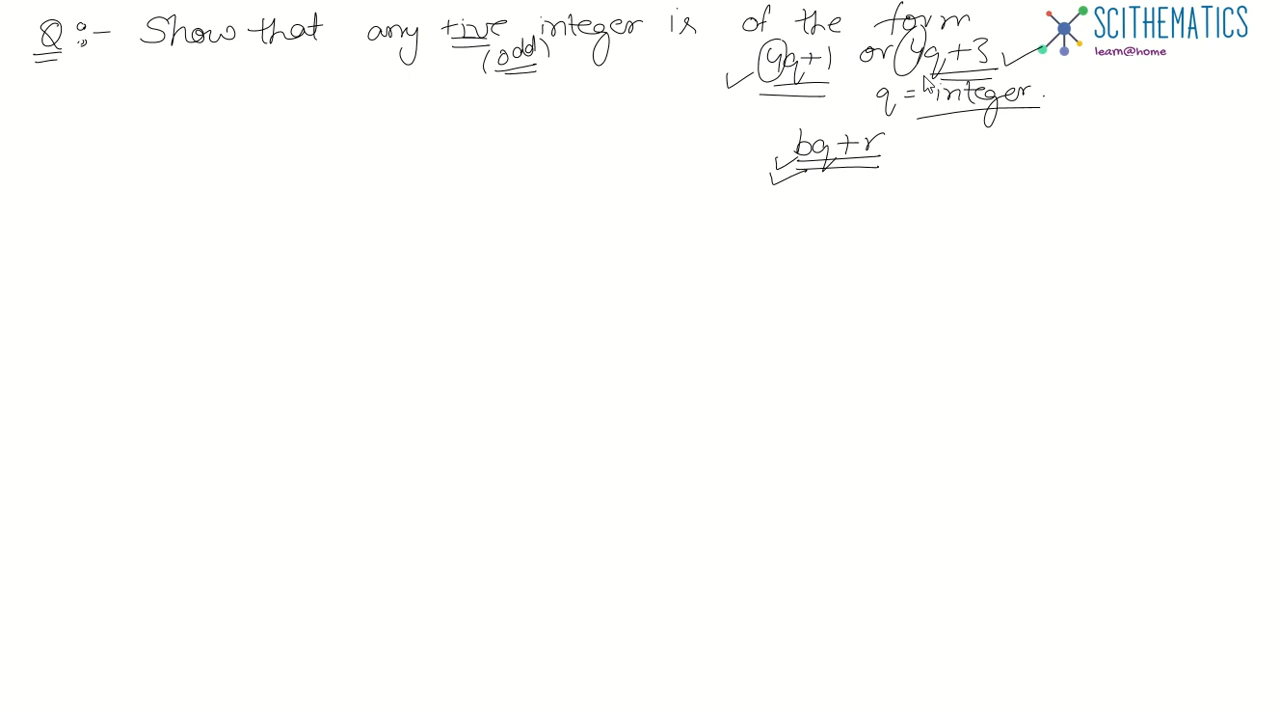 Q :- Show that any +ive integer is of the form
(odd) 4q+1 or 4q+3
q = integer.
bq+r
SCITHEMATICS
learn@home